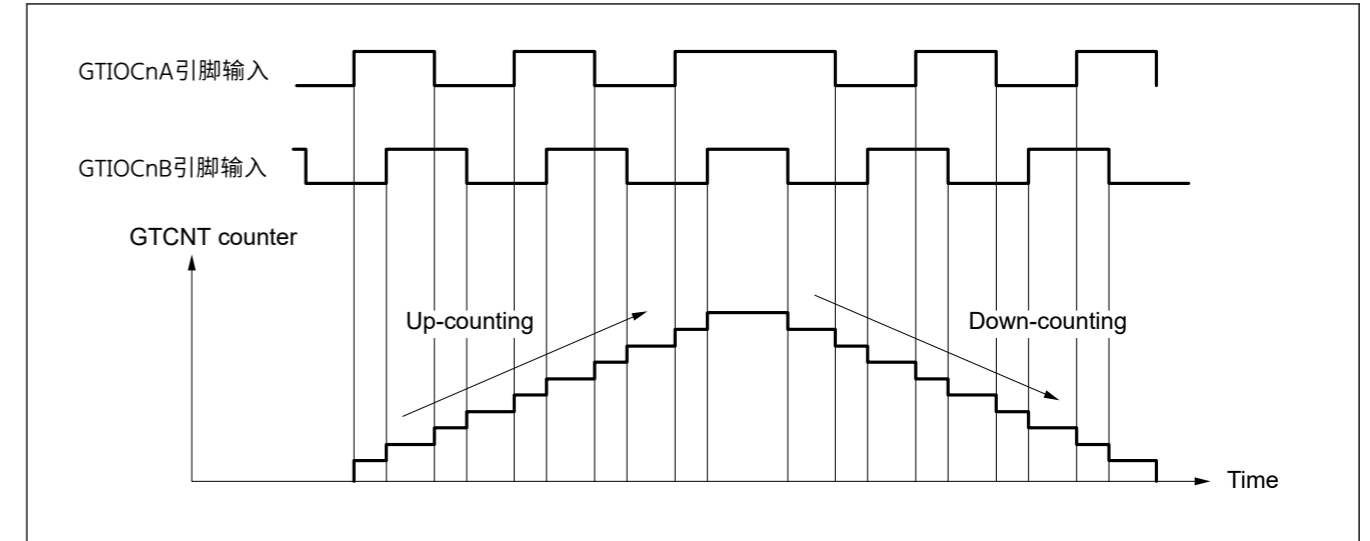 GTIOCnA引脚输入
GTIOCnB引脚输入
GTCNT counter
Up-counting
Down-counting
Time